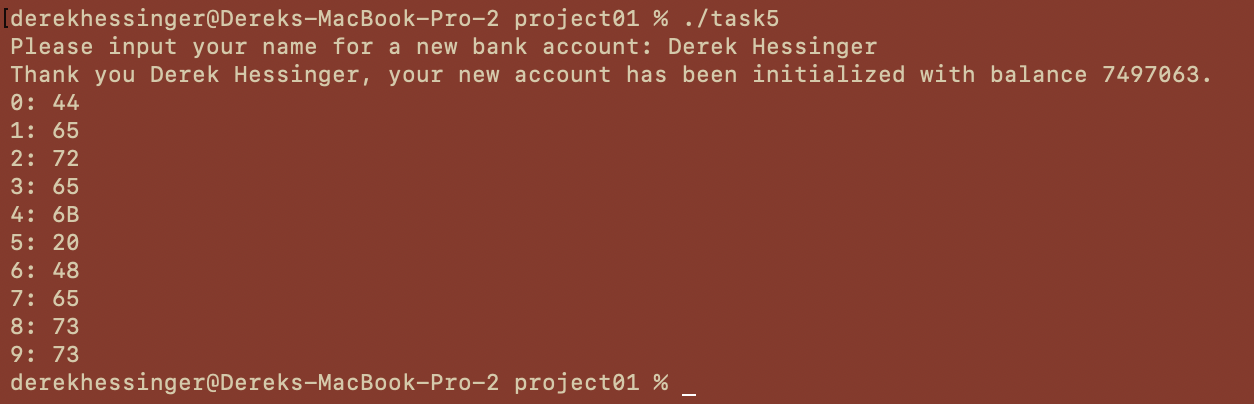 [derekhessinger@Dereks-MacBook-Pro-2 project01 % ./task5
Please input your name for a new bank account: Derek Hessinger
Thank you Derek Hessinger, your new account has been initialized with balance 7497063.
0: 44
1: 65
2: 72
3: 65
4: 6B
5: 20
6: 48
7: 65
8: 73
9: 73
derekhessinger@Dereks-MacBook-Pro-2 project01 % _